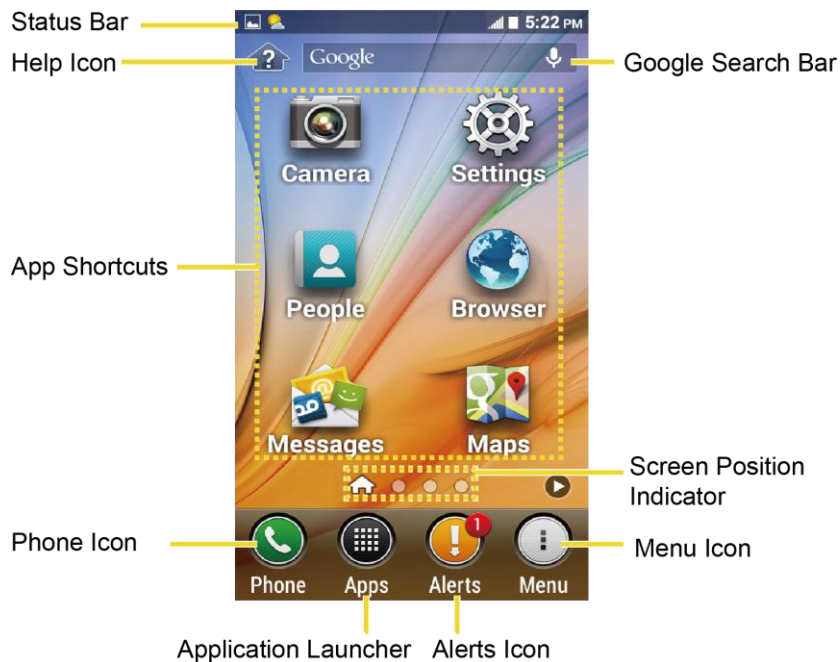 Status Bar
5:22 PM
Help Icon
Google
Google Search Bar
Camera
Settings
App Shortcuts
People
Browser
Messages
Maps
Screen Position
Indicator
Phone Icon
1
Menu Icon
Phone
Apps
Alerts
Menu
Application Launcher
Alerts Icon